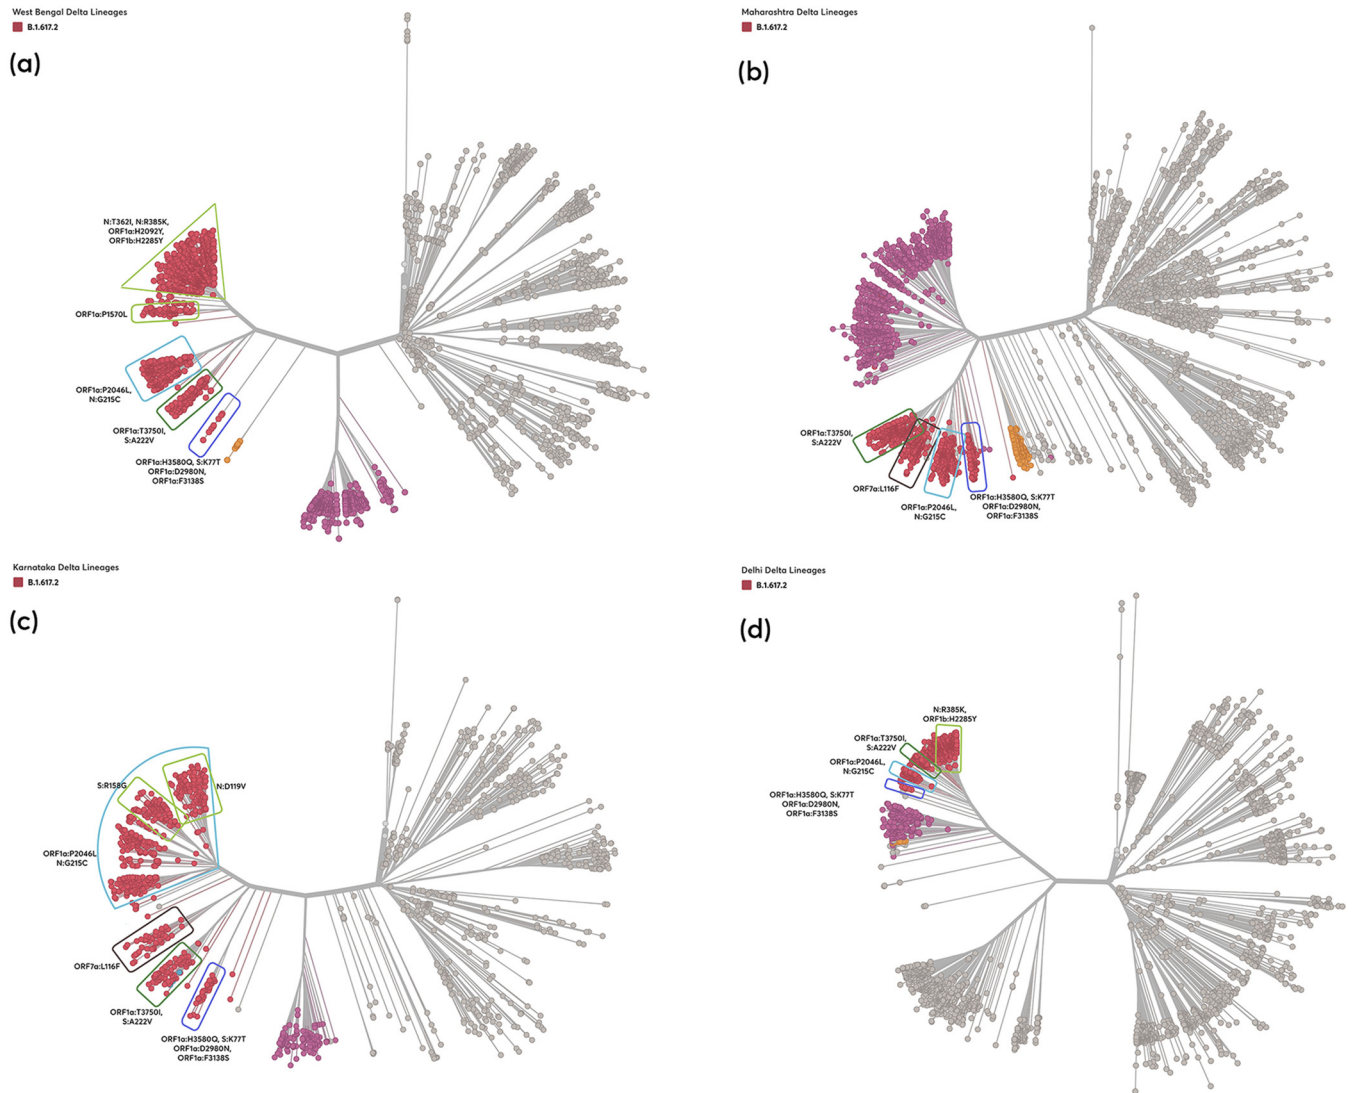 West Bengal Delta Lineages
B.1.617.2
(a)
N:T362I, N:R385K,
ORF1a:H2092Y,
ORF1b:H2285Y
ORF1a:P1570L
ORF1a:P2046L,
N:G215C
ORF1a:T3750I,
S:A222V
ORF1a:H3580Q, S:K77T
ORF1a:D2980N,
ORF1a:F3138S
Maharashtra Delta Lineages
B.1.617.2
(b)
ORF1a:T3750I,
S:A222V
ORF7a:L116F
ORF1a:P2046L,
N:G215C
ORF1a:H3580Q, S:K77T
ORF1a:D2980N,
ORF1a:F3138S
Karnataka Delta Lineages
B.1.617.2
(c)
S:R158G
N:D119V
ORF1a:P2046L
N:G215C
ORF7a:L116F
ORF1a:T3750I,
S:A222V
ORF1a:H3580Q, S:K77T
ORF1a:D2980N,
ORF1a:F3138S
Delhi Delta Lineages
B.1.617.2
(d)
N:R385K,
ORF1b:H2285Y
ORF1a:T3750I,
S:A222V
ORF1a:P2046L,
N:G215C
ORF1a:H3580Q, S:K77T
ORF1a:D2980N,
ORF1a:F3138S